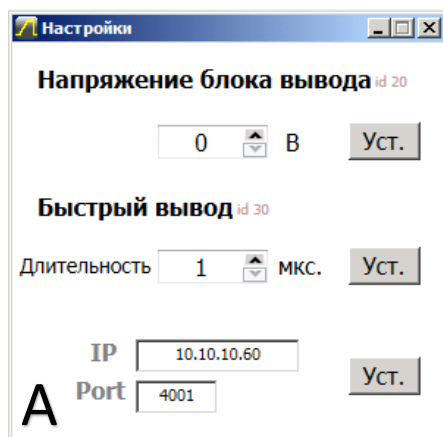 Настройки
Напряжение блока вывода id 20
0 В Уст.
Быстрый вывод id 30
Длительность 1 мкс. Уст.
IP 10.10.10.60
Port 4001 Уст.
A